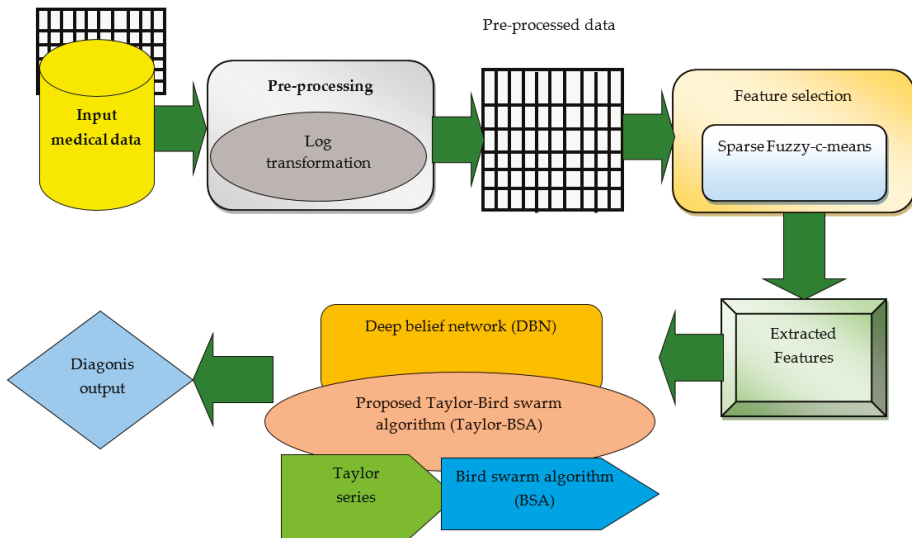 Pre-processed data
Input
medical data
Pre-processing
Log
transformation
Feature selection
Sparse Fuzzy-c-means
Extracted
Features
Deep belief network (DBN)
Proposed Taylor-Bird swarm
algorithm (Taylor-BSA)
Taylor
series
Bird swarm algorithm
(BSA)
Diagonis
output